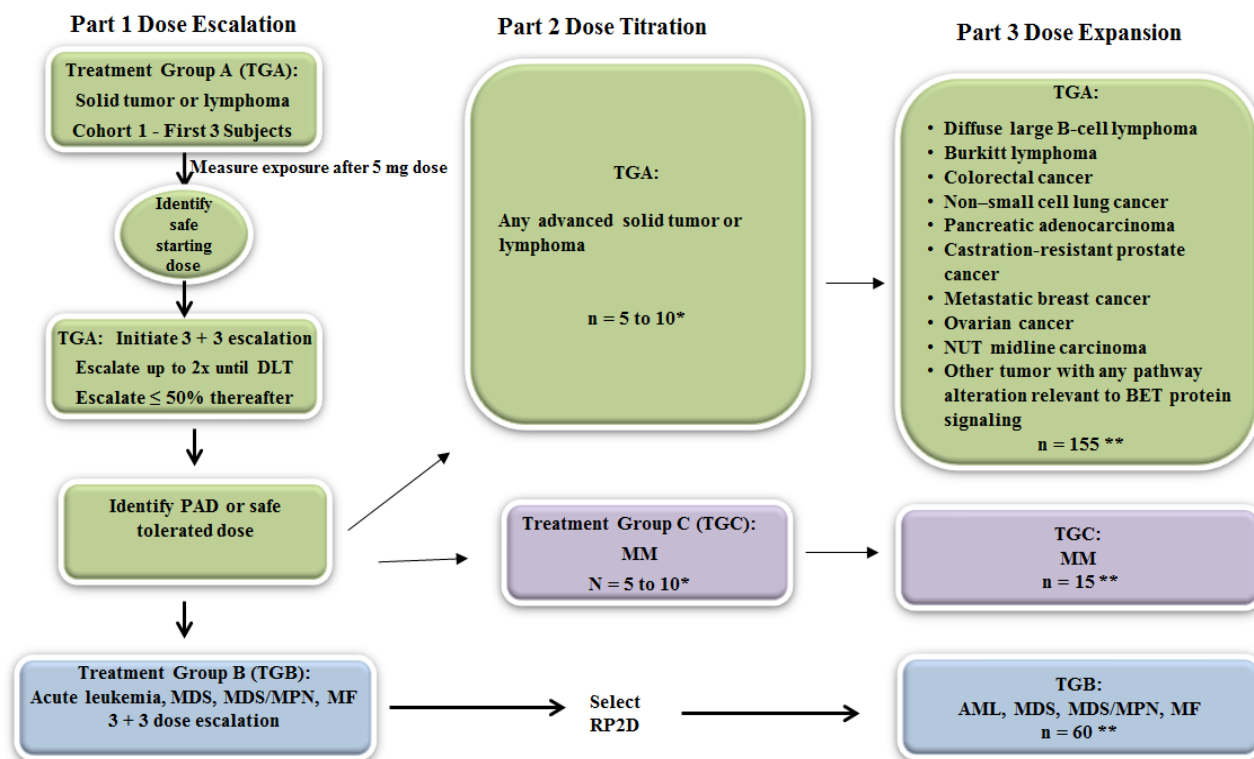 Part 1 Dose Escalation
Treatment Group A (TGA):
Solid tumor or lymphoma
Cohort 1 - First 3 Subjects
Measure exposure after 5 mg dose
Identify
safe
starting
dose
TGA: Initiate 3 + 3 escalation
Escalate up to 2x until DLT
Escalate ≤ 50% thereafter
Identify PAD or safe
tolerated dose
Treatment Group B (TGB):
Acute leukemia, MDS, MDS/MPN, MF
3 + 3 dose escalation
Part 2 Dose Titration
TGA:
Any advanced solid tumor or
lymphoma
n = 5 to 10*
Treatment Group C (TGC):
MM
N = 5 to 10*
Select
RP2D
Part 3 Dose Expansion
TGA:
• Diffuse large B-cell lymphoma
• Burkitt lymphoma
• Colorectal cancer
• Non–small cell lung cancer
• Pancreatic adenocarcinoma
• Castration-resistant prostate
cancer
• Metastatic breast cancer
• Ovarian cancer
• NUT midline carcinoma
• Other tumor with any pathway
alteration relevant to BET protein
signaling
n = 155 **
TGC:
MM
n = 15 **
TGB:
AML, MDS, MDS/MPN, MF
n = 60 **